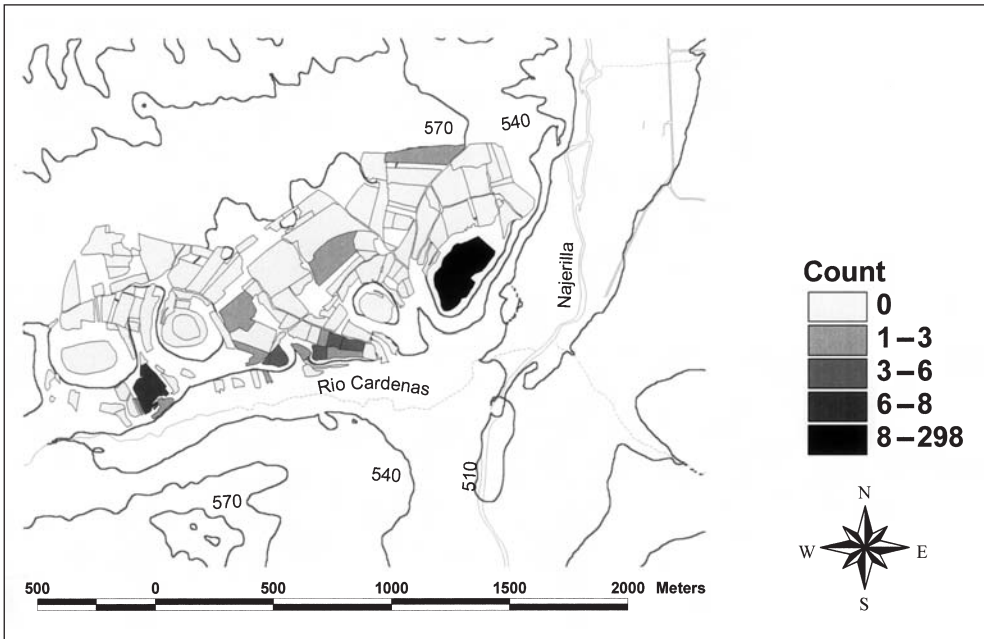 570
540
Najerilla
Rio Cardenas
540
510
570
500 0 500 1000 1500 2000 Meters
Count
0
1–3
3–6
6–8
8–298
N
W E
S